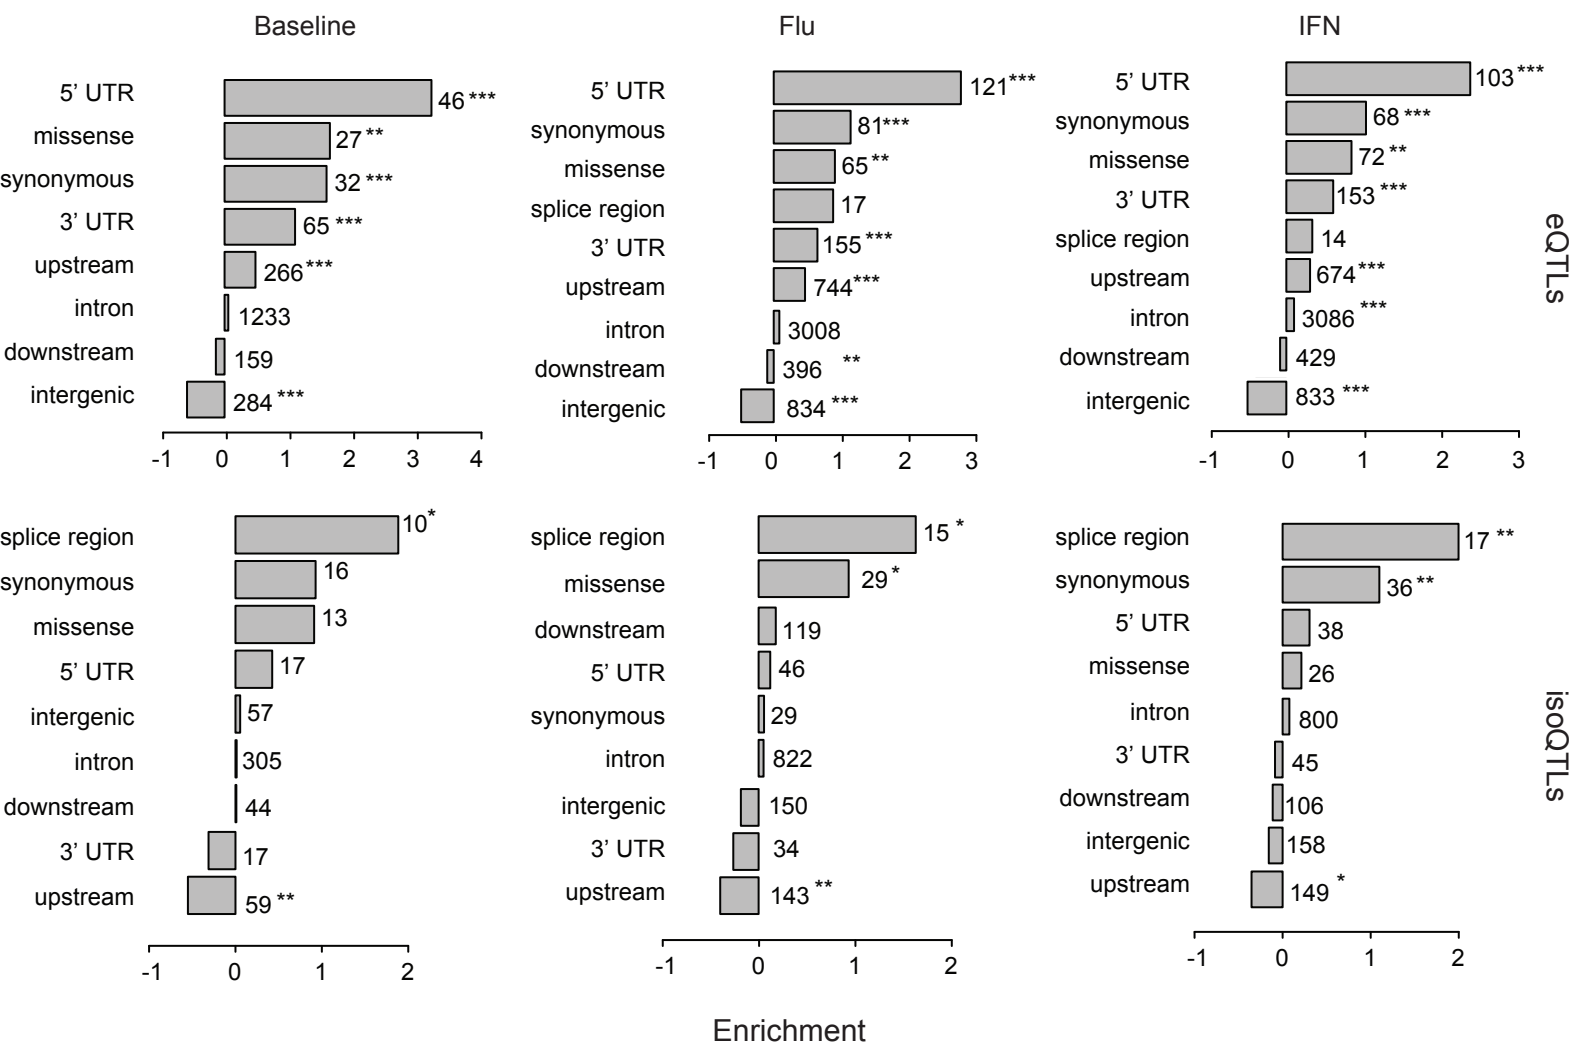 Baseline
Flu
IFN
5’ UTR 46 ***
missense 27 **
synonymous 32 ***
3’ UTR 65 ***
upstream 266 ***
intron 1233
downstream 159
intergenic 284 ***
-1 0 1 2 3 4
5’ UTR 121 ***
synonymous 81 ***
missense 65 **
splice region 17
3’ UTR 155 ***
upstream 744 ***
intron 3008
downstream 396 **
intergenic 834 ***
-1 0 1 2 3
5’ UTR 103 ***
synonymous 68 ***
missense 72 **
3’ UTR 153 ***
splice region 14
upstream 674 ***
intron 3086 ***
downstream 429
intergenic 833 ***
-1 0 1 2 3
eQTLs
splice region 10 *
synonymous 16
missense 13
5’ UTR 17
intergenic 57
intron 305
downstream 44
3’ UTR 17
upstream 59 **
-1 0 1 2
splice region 15 *
missense 29 *
downstream 119
5’ UTR 46
synonymous 29
intron 822
intergenic 150
3’ UTR 34
upstream 143 **
-1 0 1 2
splice region 17 **
synonymous 36 **
5’ UTR 38
missense 26
intron 800
3’ UTR 45
downstream 106
intergenic 158
upstream 149 *
-1 0 1 2
isoQTLs
Enrichment